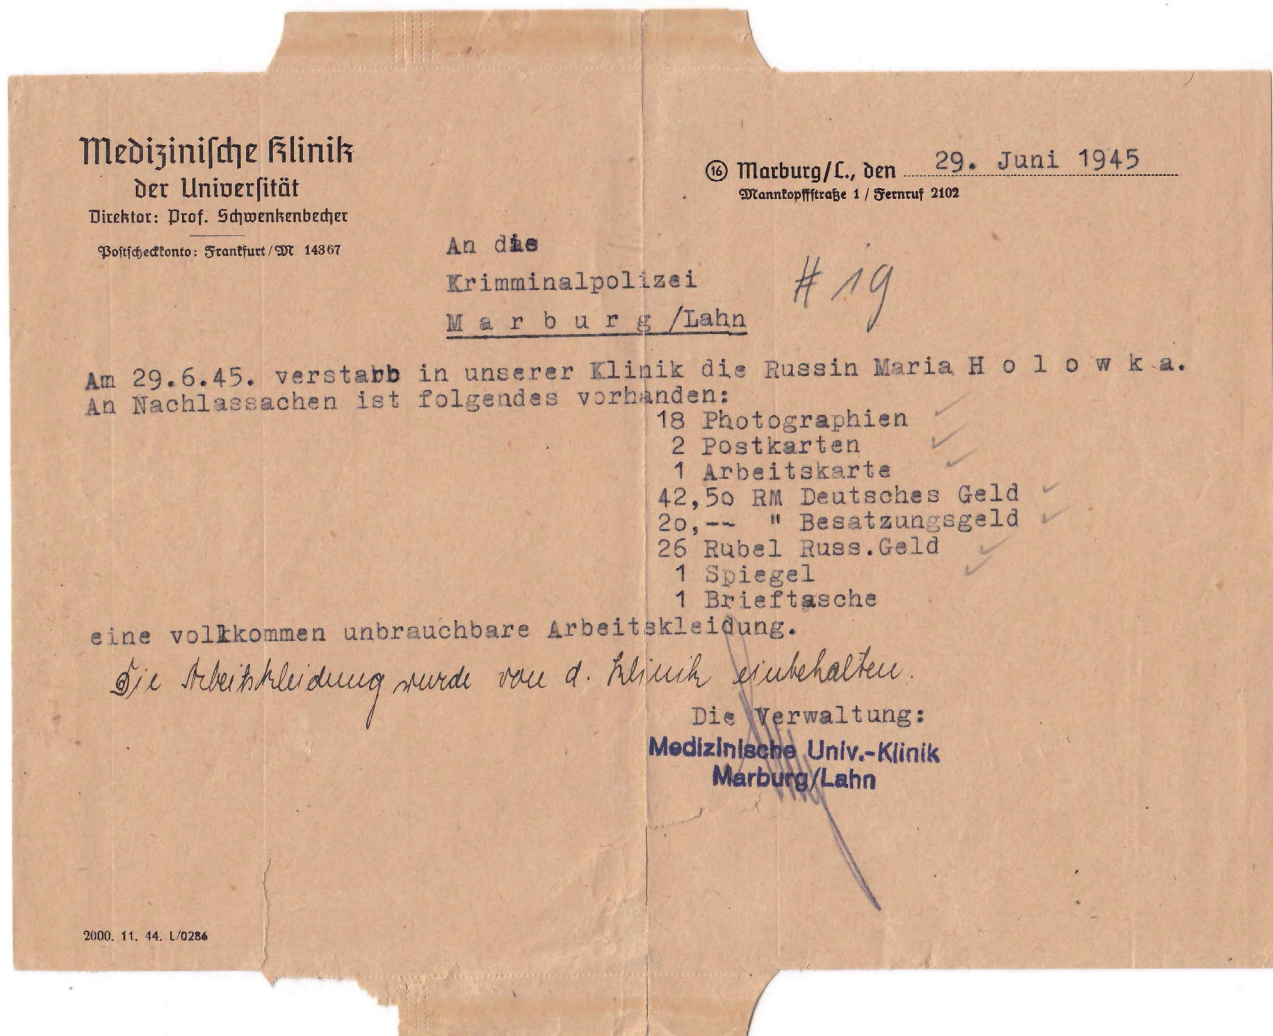 Medizinische Klinik
der Universität
Direktor: Prof. Schwenkenbecher
Postscheckkonto: Frankfurt/M 14367
(16) Marburg/L., den 29. Juni 1945
Mannkopffstraße 1 / Fernruf 2102
An die
Krimminalpolizei
M a r b u r g /Lahn
# 19
Am 29.6.45. verstabb in unserer Klinik die Russin Maria H o l o w k a.
An Nachlassachen ist folgendes vorhanden:
18 Photographien
2 Postkarten
1 Arbeitskarte
42,5o RM Deutsches Geld
2o,-- " Besatzungsgeld
26 Rubel Russ.Geld
1 Spiegel
1 Brieftasche
eine vollkommen unbrauchbare Arbeitskleidung.
Die Arbeitskleidung wurde von d. Klinik einbehalten.
Die Verwaltung:
Medizinische Univ.-Klinik
Marburg/Lahn
2000. 11. 44. L/0286